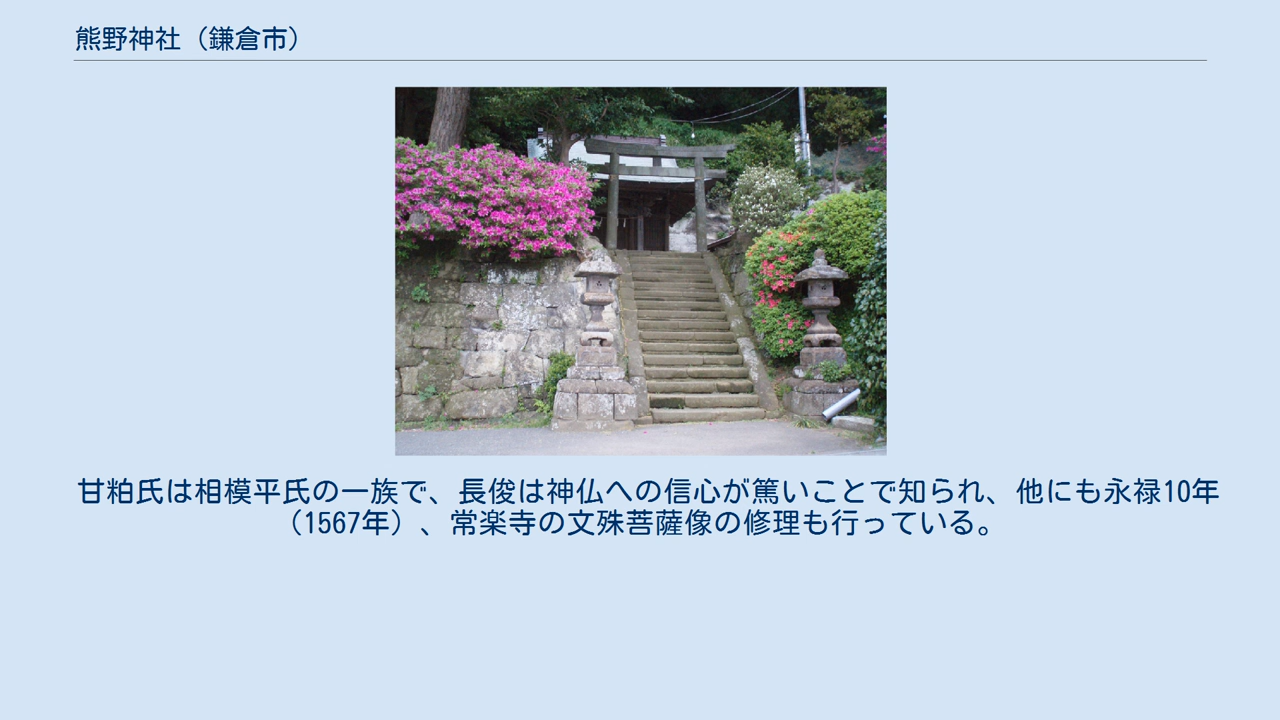 熊野神社（鎌倉市）
甘粕氏は相模平氏の一族で、長俊は神仏への信心が篤いことで知られ、他にも永禄10年
（1567年）、常楽寺の文殊菩薩像の修理も行っている。